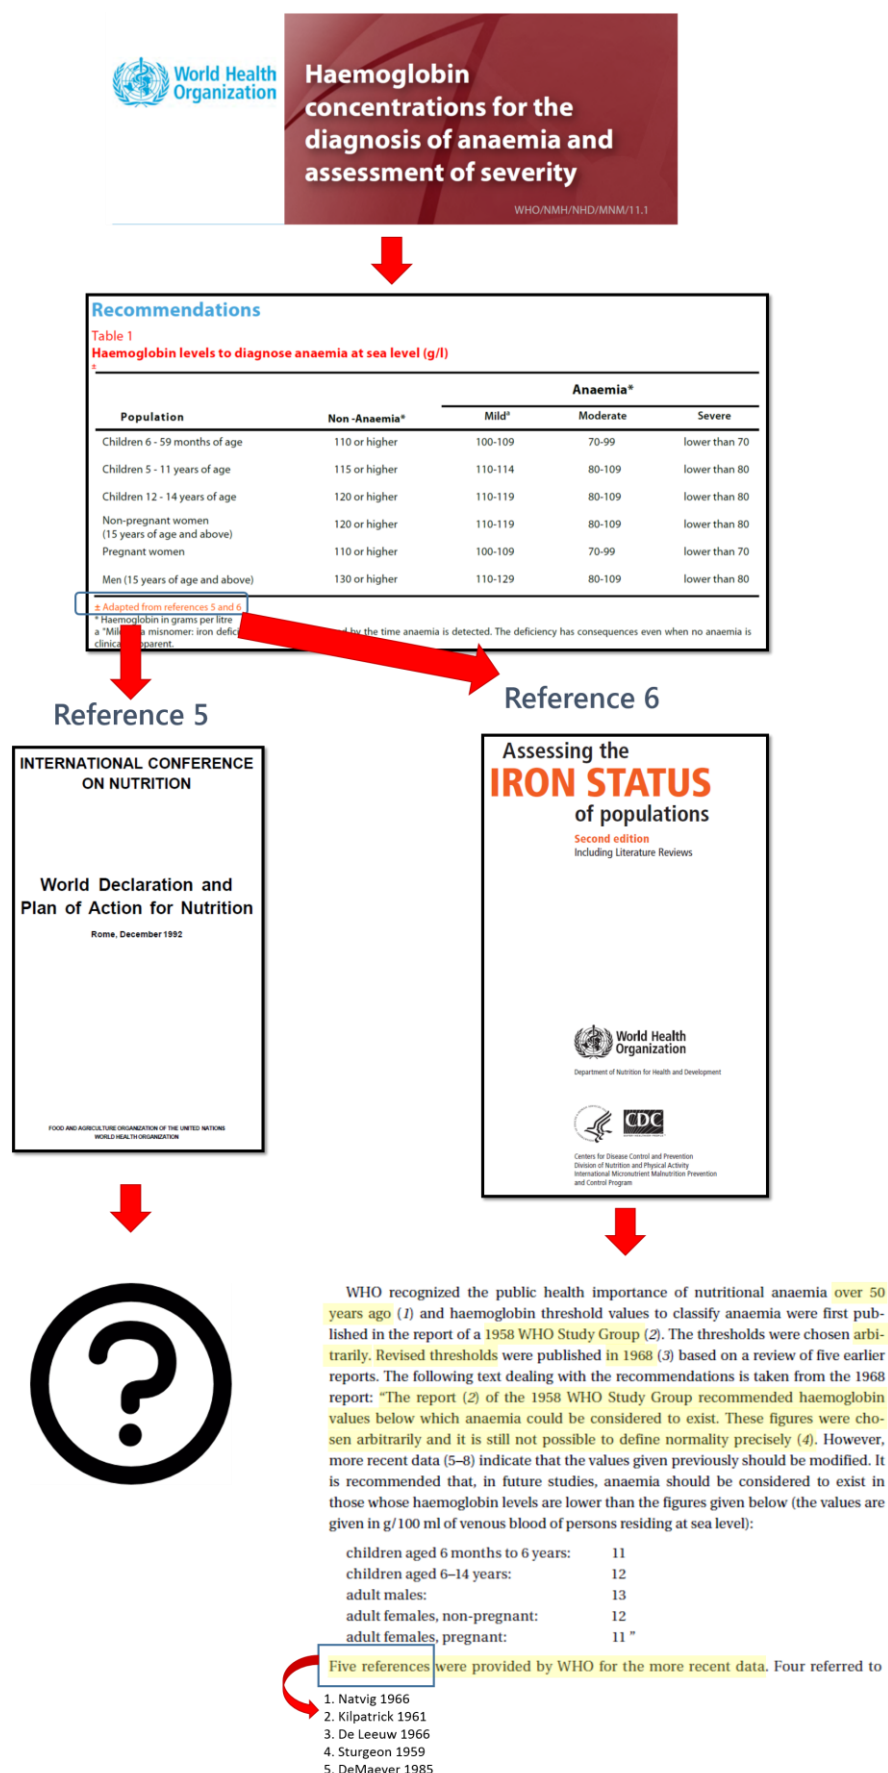 World Health
Organization
Haemoglobin
concentrations for the
diagnosis of anaemia and
assessment of severity
WHO/NMH/NHD/MNM/11.1
Recommendations
Table 1
Haemoglobin levels to diagnose anaemia at sea level (g/l)
±
Anaemia*
Population Non -Anaemia* Mildª Moderate Severe
Children 6 - 59 months of age 110 or higher 100-109 70-99 lower than 70
Children 5 - 11 years of age 115 or higher 110-114 80-109 lower than 80
Children 12 - 14 years of age 120 or higher 110-119 80-109 lower than 80
Non-pregnant women
(15 years of age and above) 120 or higher 110-119 80-109 lower than 80
Pregnant women 110 or higher 100-109 70-99 lower than 70
Men (15 years of age and above) 130 or higher 110-129 80-109 lower than 80
± Adapted from references 5 and 6
* Haemoglobin in grams per litre
a "Mil a misnomer: iron defic by the time anaemia is detected. The deficiency has consequences even when no anaemia is
clinica parent.
Reference 5
Reference 6
INTERNATIONAL CONFERENCE
ON NUTRITION
World Declaration and
Plan of Action for Nutrition
Rome, December 1992
FOOD AND AGRICULTURE ORGANIZATION OF THE UNITED NATIONS
WORLD HEALTH ORGANIZATION
Assessing the
IRON STATUS
of populations
Second edition
Including Literature Reviews
World Health
Organization
Department of Nutrition for Health and Development
CDC
Centers for Disease Control and Prevention
Division of Nutrition and Physical Activity
International Micronutrient Malnutrition Prevention
and Control Program
?
WHO recognized the public health importance of nutritional anaemia over 50
years ago (1) and haemoglobin threshold values to classify anaemia were first pub-
lished in the report of a 1958 WHO Study Group (2). The thresholds were chosen arbi-
trarily. Revised thresholds were published in 1968 (3) based on a review of five earlier
reports. The following text dealing with the recommendations is taken from the 1968
report: "The report (2) of the 1958 WHO Study Group recommended haemoglobin
values below which anaemia could be considered to exist. These figures were cho-
sen arbitrarily and it is still not possible to define normality precisely (4). However,
more recent data (5–8) indicate that the values given previously should be modified. It
is recommended that, in future studies, anaemia should be considered to exist in
those whose haemoglobin levels are lower than the figures given below (the values are
given in g/100 ml of venous blood of persons residing at sea level):
children aged 6 months to 6 years: 11
children aged 6–14 years: 12
adult males: 13
adult females, non-pregnant: 12
adult females, pregnant: 11 "
Five references were provided by WHO for the more recent data. Four referred to
1. Natvig 1966
2. Kilpatrick 1961
3. De Leeuw 1966
4. Sturgeon 1959
5. DeMaeyer 1985